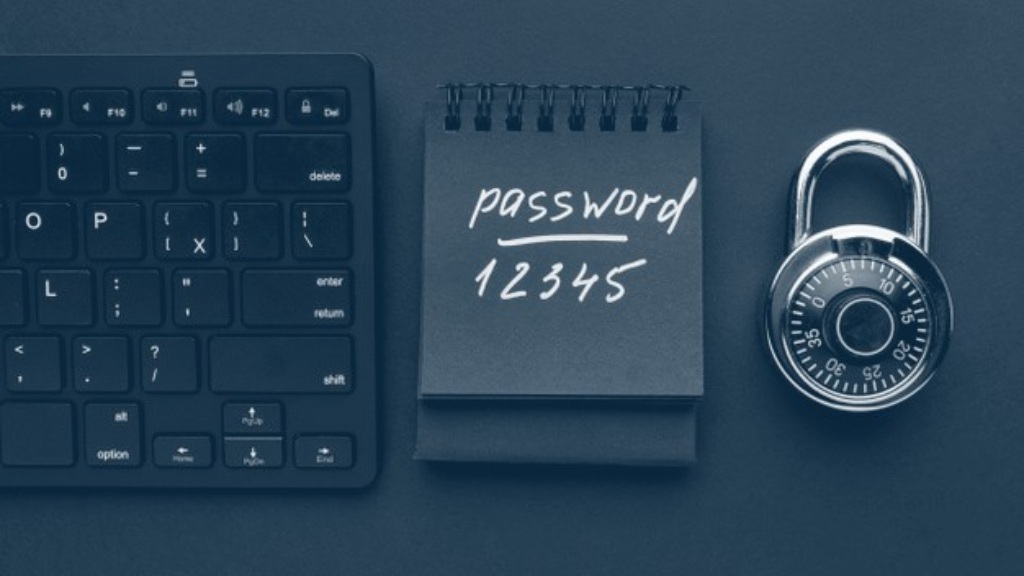 F9 F10 F11 F12 Del
) — +
0 - = delete
O P { } ¦
[ X ] \
L : " enter
; ' return
< > ?
, . / shift
alt
option
PgUp
Home PgDn End
password
12345
0 5 10 15 20 25 30 35